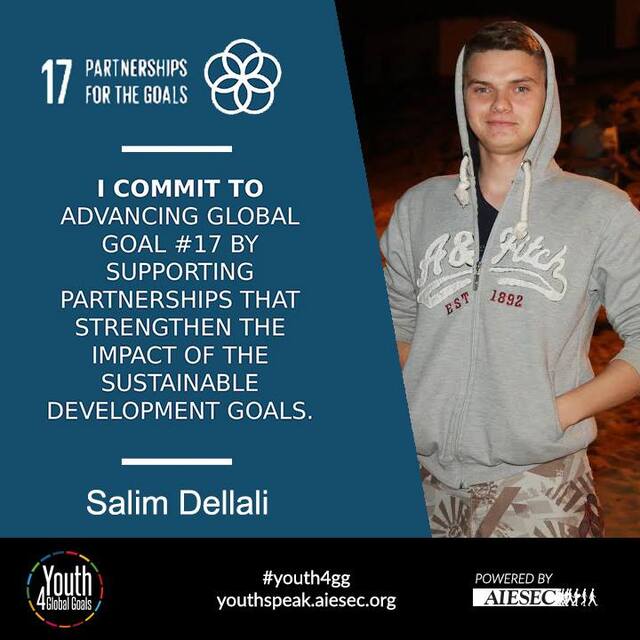 17 PARTNERSHIPS
FOR THE GOALS
I COMMIT TO
ADVANCING GLOBAL
GOAL #17 BY
SUPPORTING
PARTNERSHIPS THAT
STRENGTHEN THE
IMPACT OF THE
SUSTAINABLE
DEVELOPMENT GOALS.
Salim Dellali
A & Fitch
EST 1892
Youth
4Global Goals
#youth4gg
youthspeak.aiesec.org
POWERED BY
AIESEC